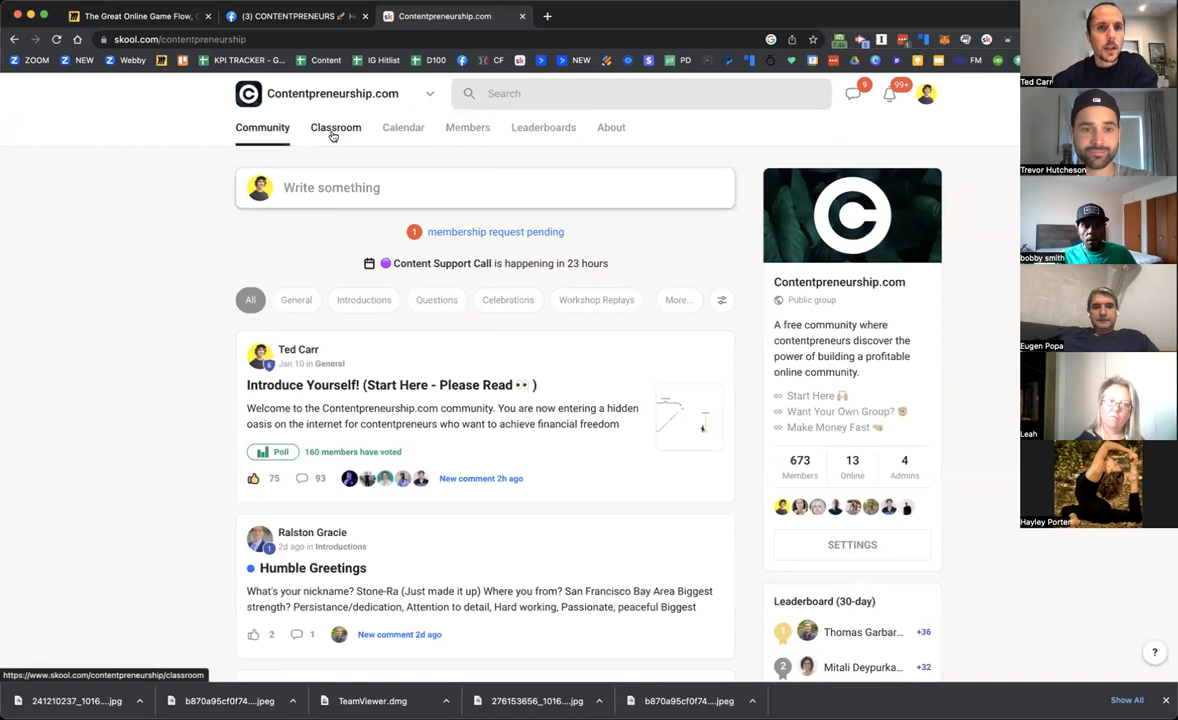 The Great Online Game Flow, C
(3) CONTENTPRENEURS 🚀 H
Contentpreneurship.com
skool.com/contentpreneurship
ZOOM
NEW
Webby
KPI TRACKER - G...
Content
IG Hitlist
D100
CF
NEW
PD
FM
Contentpreneurship.com
Search
9
99+
Community
Classroom
Calendar
Members
Leaderboards
About
Write something
1 membership request pending
🟣 Content Support Call is happening in 23 hours
All
General
Introductions
Questions
Celebrations
Workshop Replays
More...
Ted Carr
6
Jan 10 in General
Introduce Yourself! (Start Here - Please Read 👀 )
Welcome to the Contentpreneurship.com community. You are now entering a hidden
oasis on the internet for contentpreneurs who want to achieve financial freedom
Poll
160 members have voted
75
93
New comment 2h ago
Ralston Gracie
1
2d ago in Introductions
Humble Greetings
What's your nickname? Stone-Ra (Just made it up) Where you from? San Francisco Bay Area Biggest
strength? Persistance/dedication, Attention to detail, Hard working, Passionate, peaceful Biggest
2
1
New comment 2d ago
Contentpreneurship.com
Public group
A free community where
contentpreneurs discover the
power of building a profitable
online community.
Start Here 🙌🏻
Want Your Own Group? ✊🏼
Make Money Fast 🤜🏼
673
Members
13
Online
4
Admins
SETTINGS
Leaderboard (30-day)
1
Thomas Garbar...
+36
2
Mitali Deypurka...
+32
?
https://www.skool.com/contentpreneurship/classroom
241210237_1016....jpg
b870a95cf0f74....jpeg
TeamViewer.dmg
276153656_1016....jpg
b870a95cf0f74....jpeg
Show All
Ted Carr
Trevor Hutcheson
bobby smith
Eugen Popa
Leah
Hayley Porter